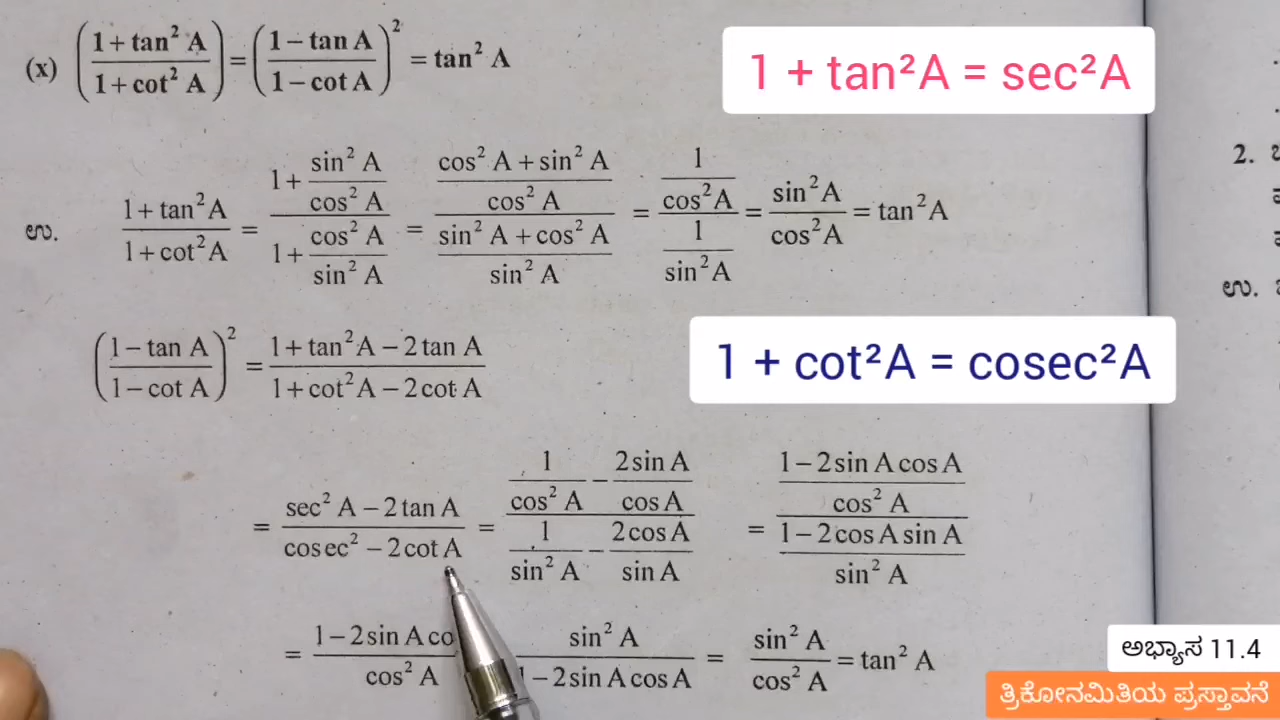 (x) (1 + tan² A / 1 + cot² A) = (1 − tan A / 1 − cot A)² = tan² A
1 + tan²A = sec²A
2.
ಉ. 1 + tan²A / 1 + cot²A = 1 + sin² A / cos² A / 1 + cos² A / sin² A = cos² A + sin² A / cos² A / sin² A + cos² A / sin² A = 1 / cos²A / 1 / sin²A = sin²A / cos²A = tan²A
ಉ.
(1 − tan A / 1 − cot A)² = 1 + tan²A − 2 tan A / 1 + cot²A − 2 cot A
1 + cot²A = cosec²A
= sec² A − 2 tan A / cosec² − 2 cot A = 1 / cos² A − 2 sin A / cos A / 1 / sin² A − 2 cos A / sin A = 1 − 2 sin A cos A / cos² A / 1 − 2 cos A sin A / sin² A
= 1 − 2 sin A co / cos² A sin² A / 1 − 2 sin A cos A = sin² A / cos² A = tan² A
ಅಭ್ಯಾಸ 11.4
ತ್ರಿಕೋನಮಿತಿಯ ಪ್ರಸ್ತಾವನೆ